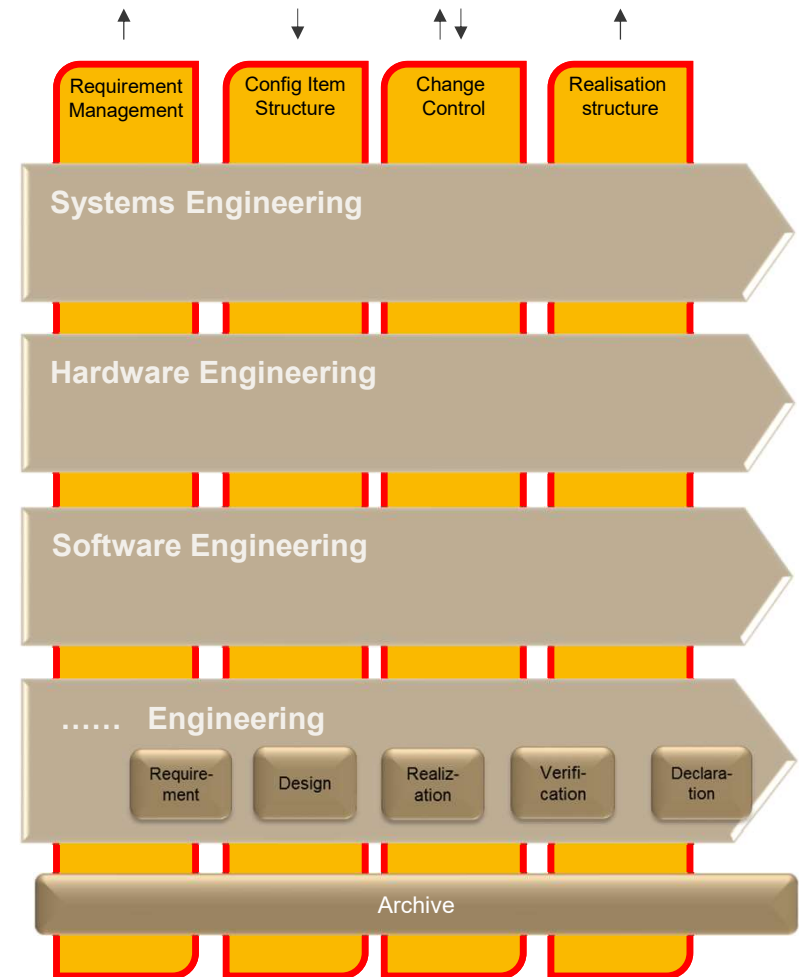 Requirement
Management
Config Item
Structure
Change
Control
Realisation
structure
Systems Engineering
Hardware Engineering
Software Engineering
…… Engineering
Require-
ment
Design
Realiz-
ation
Verifi-
cation
Declara-
tion
Archive